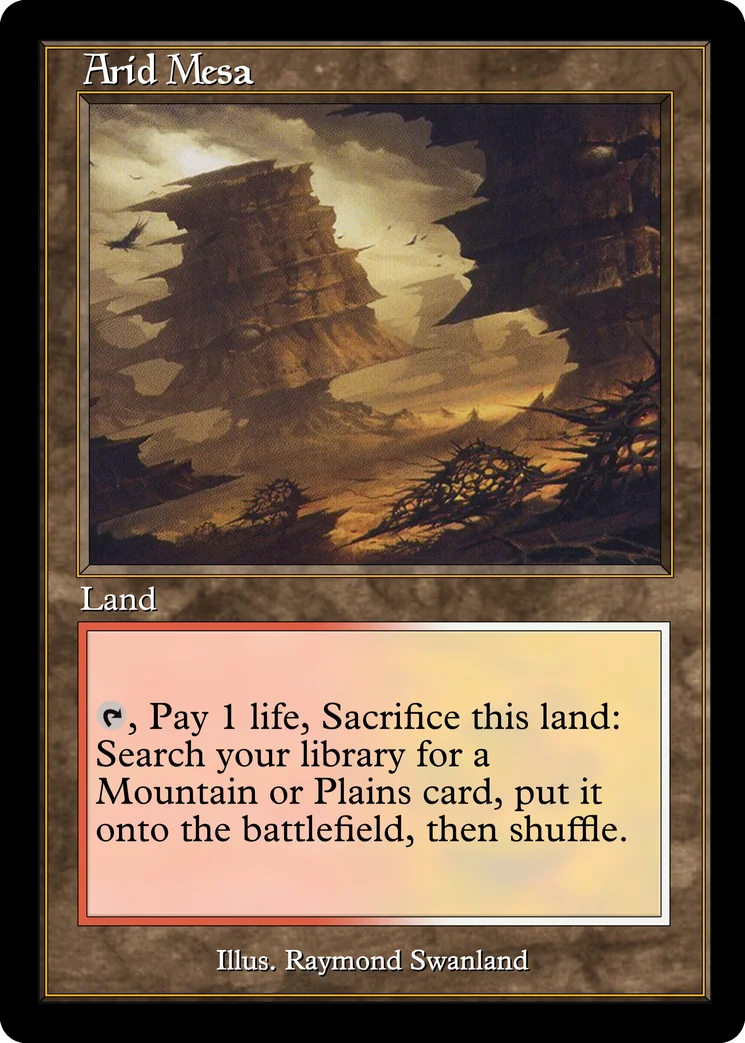 Arid Mesa
Land
, Pay 1 life, Sacrifice this land:
Search your library for a
Mountain or Plains card, put it
onto the battlefield, then shuffle.
Illus. Raymond Swanland